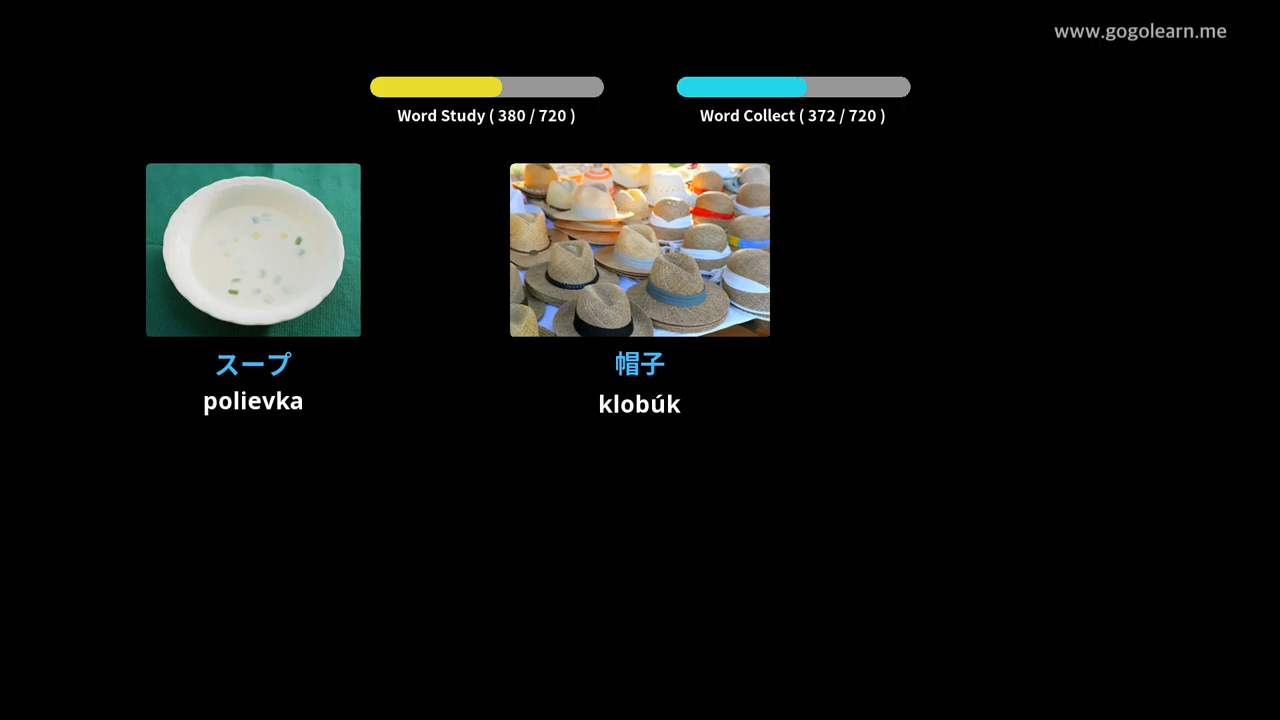 www.gogolearn.me
Word Study ( 380 / 720 )
Word Collect ( 372 / 720 )
スープ
polievka
帽子
klobúk